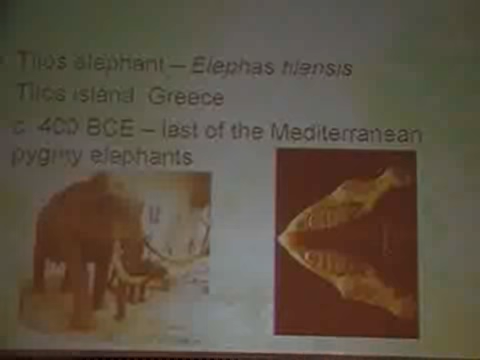 Tilos elephant – Elephas tilensis
Tilos island, Greece
c. 400 BCE – last of the Mediterranean
pygmy elephants